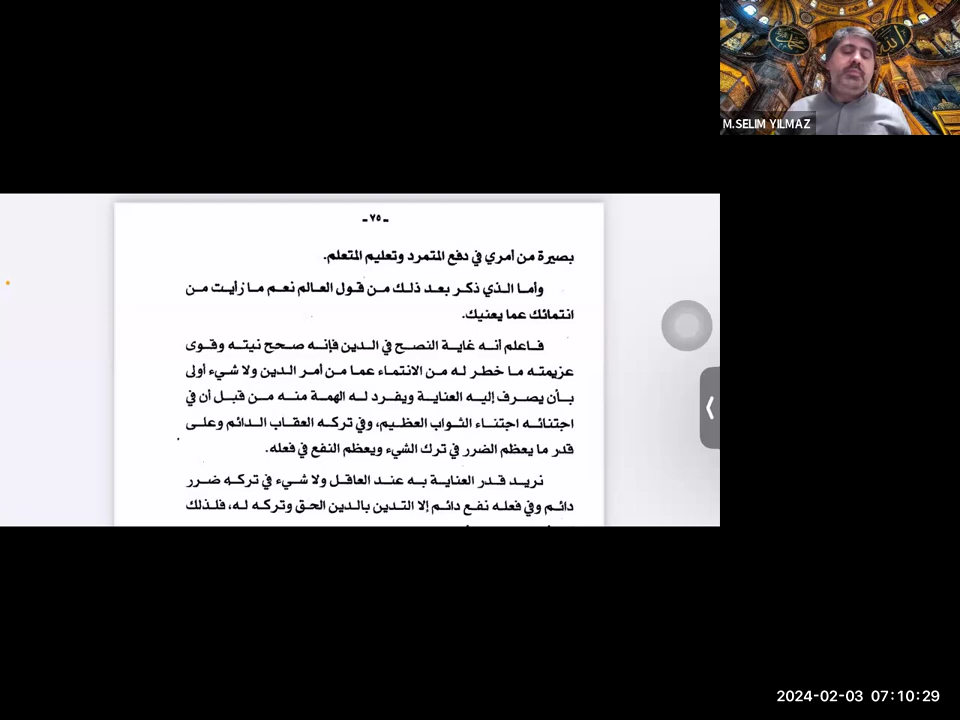 M.SELIM YILMAZ
ـ ٧٥ ـ
بصيرة من أمري في دفع المتمرد وتعليم المتعلم.
وأما الذي ذكر بعد ذلك من قول العالم نعم ما رأيت من
انتمائك عما يعنيك.
فاعلم أنه غاية النصح في الدين فإنه صحح نيته وقوى
عزيمته ما خطر له من الانتماء عما من أمر الدين ولا شيء أولى
بأن يصرف إليه العناية ويفرد له الهمة منه من قبل أن في
اجتنائه اجتناء الثواب العظيم، وفي تركه العقاب الدائم وعلى
قدر ما يعظم الضرر في ترك الشيء ويعظم النفع في فعله.
نريد قدر العناية به عند العاقل ولا شيء في تركه ضرر
دائم وفي فعله نفع دائم إلا التدين بالدين الحق وتركه له، فلذلك
2024-02-03 07:10:29